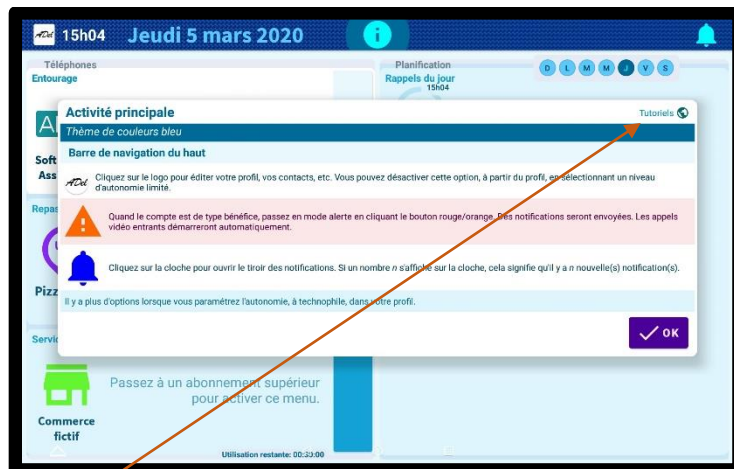 ADel 15h04 Jeudi 5 mars 2020
Téléphones
Entourage
Planification
Rappels du jour
15h04
D L M M J V S
Activité principale
Tutoriels
Thème de couleurs bleu
Barre de navigation du haut
ADel Cliquez sur le logo pour éditer votre profil, vos contacts, etc. Vous pouvez désactiver cette option, à partir du profil, en sélectionnant un niveau
d'autonomie limité.
Quand le compte est de type bénéfice, passez en mode alerte en cliquant le bouton rouge/orange. Des notifications seront envoyées. Les appels
vidéo entrants démarreront automatiquement.
Cliquez sur la cloche pour ouvrir le tiroir des notifications. Si un nombre n s'affiche sur la cloche, cela signifie qu'il y a n nouvelle(s) notification(s).
Il y a plus d'options lorsque vous paramétrez l'autonomie, à technophile, dans votre profil.
OK
A
Soft
Ass
Repas
Pizz
Servic
Passez à un abonnement supérieur
pour activer ce menu.
Commerce
fictif
Utilisation restante: 00:30:00